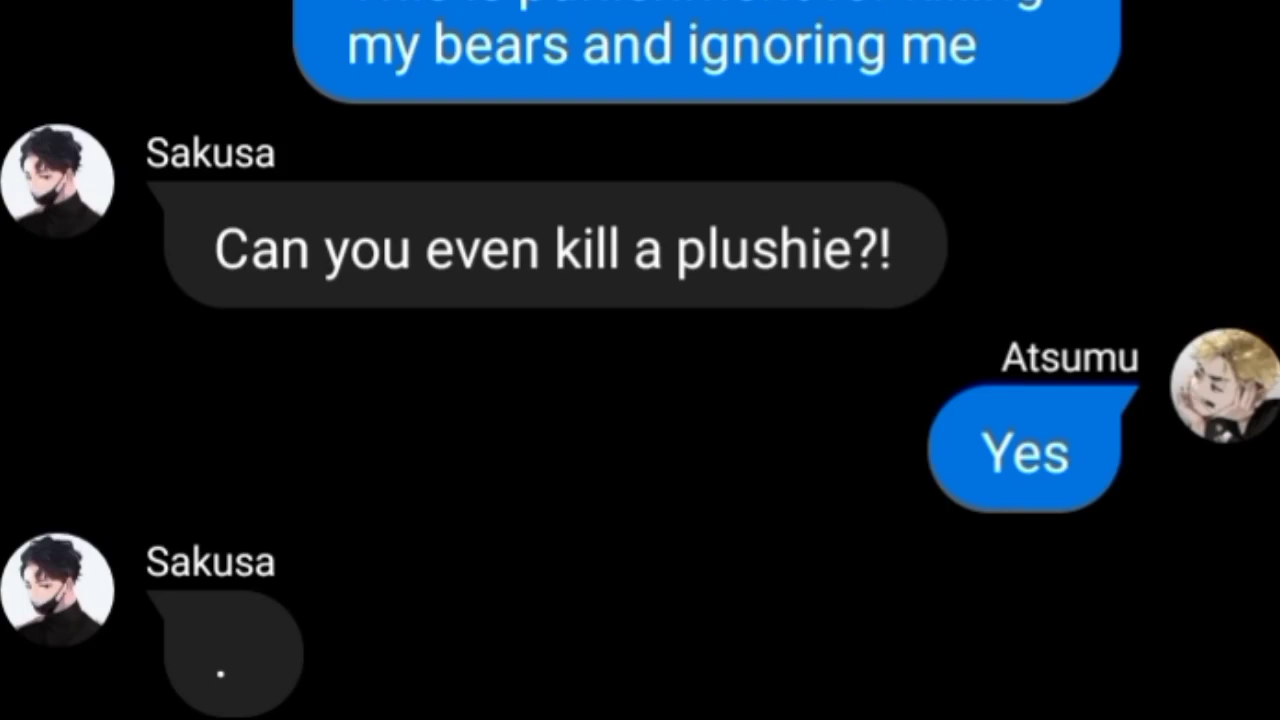 my bears and ignoring me
Sakusa
Can you even kill a plushie?!
Atsumu
Yes
Sakusa
.